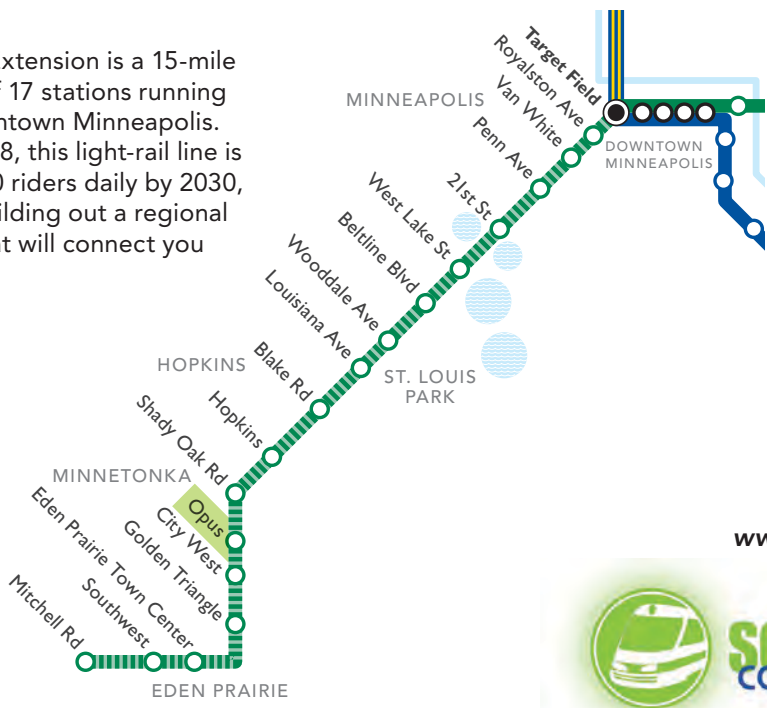 xtension is a 15-mile
17 stations running
ntown Minneapolis.
8, this light-rail line is
0 riders daily by 2030,
ilding out a regional
t will connect you
Target Field
Royalston Ave
Van White
Penn Ave
21st St
West Lake St
Beltline Blvd
Wooddale Ave
Louisiana Ave
Blake Rd
Hopkins
Shady Oak Rd
Opus
City West
Golden Triangle
Eden Prairie Town Center
Southwest
Mitchell Rd
MINNEAPOLIS
DOWNTOWN
MINNEAPOLIS
ST. LOUIS
PARK
HOPKINS
MINNETONKA
EDEN PRAIRIE
ww
SO
CO